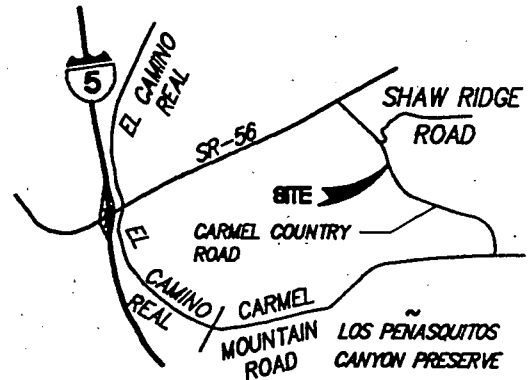 5
EL CAMINO
REAL
SR-56
SHAW RIDGE
ROAD
SITE
CARMEL COUNTRY
ROAD
EL
CAMINO
REAL
CARMEL
MOUNTAIN
ROAD
LOS PEÑASQUITOS
CANYON PRESERVE